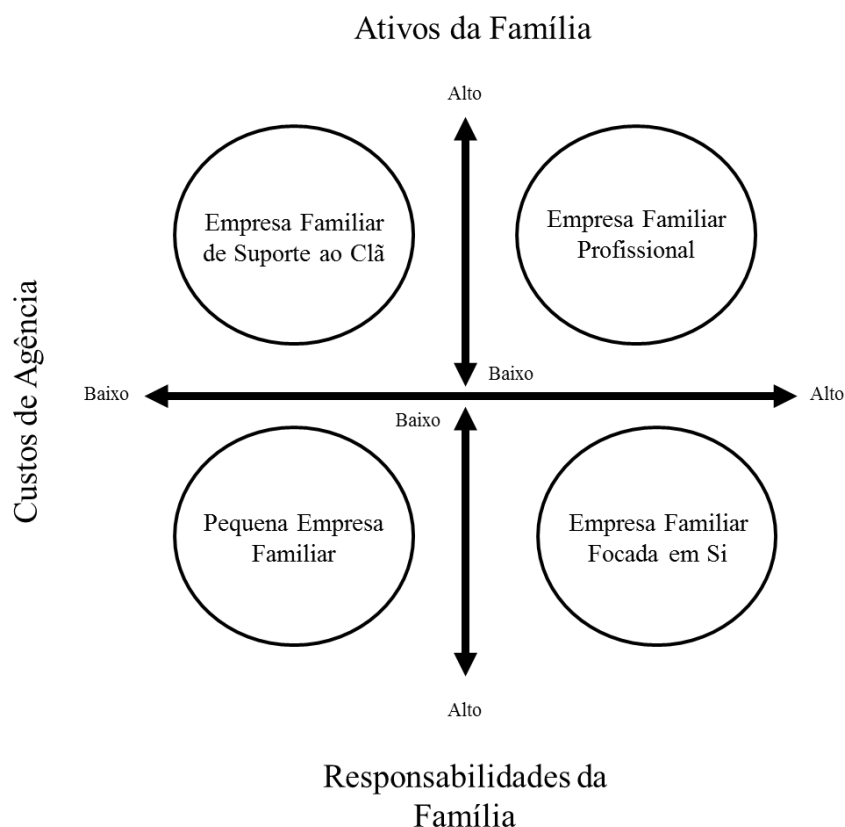 Ativos da Família
Alto
Empresa Familiar
de Suporte ao Clã
Empresa Familiar
Profissional
Custos de Agência
Baixo
Baixo
Alto
Baixo
Pequena Empresa
Familiar
Empresa Familiar
Focada em Si
Alto
Responsabilidades da
Família